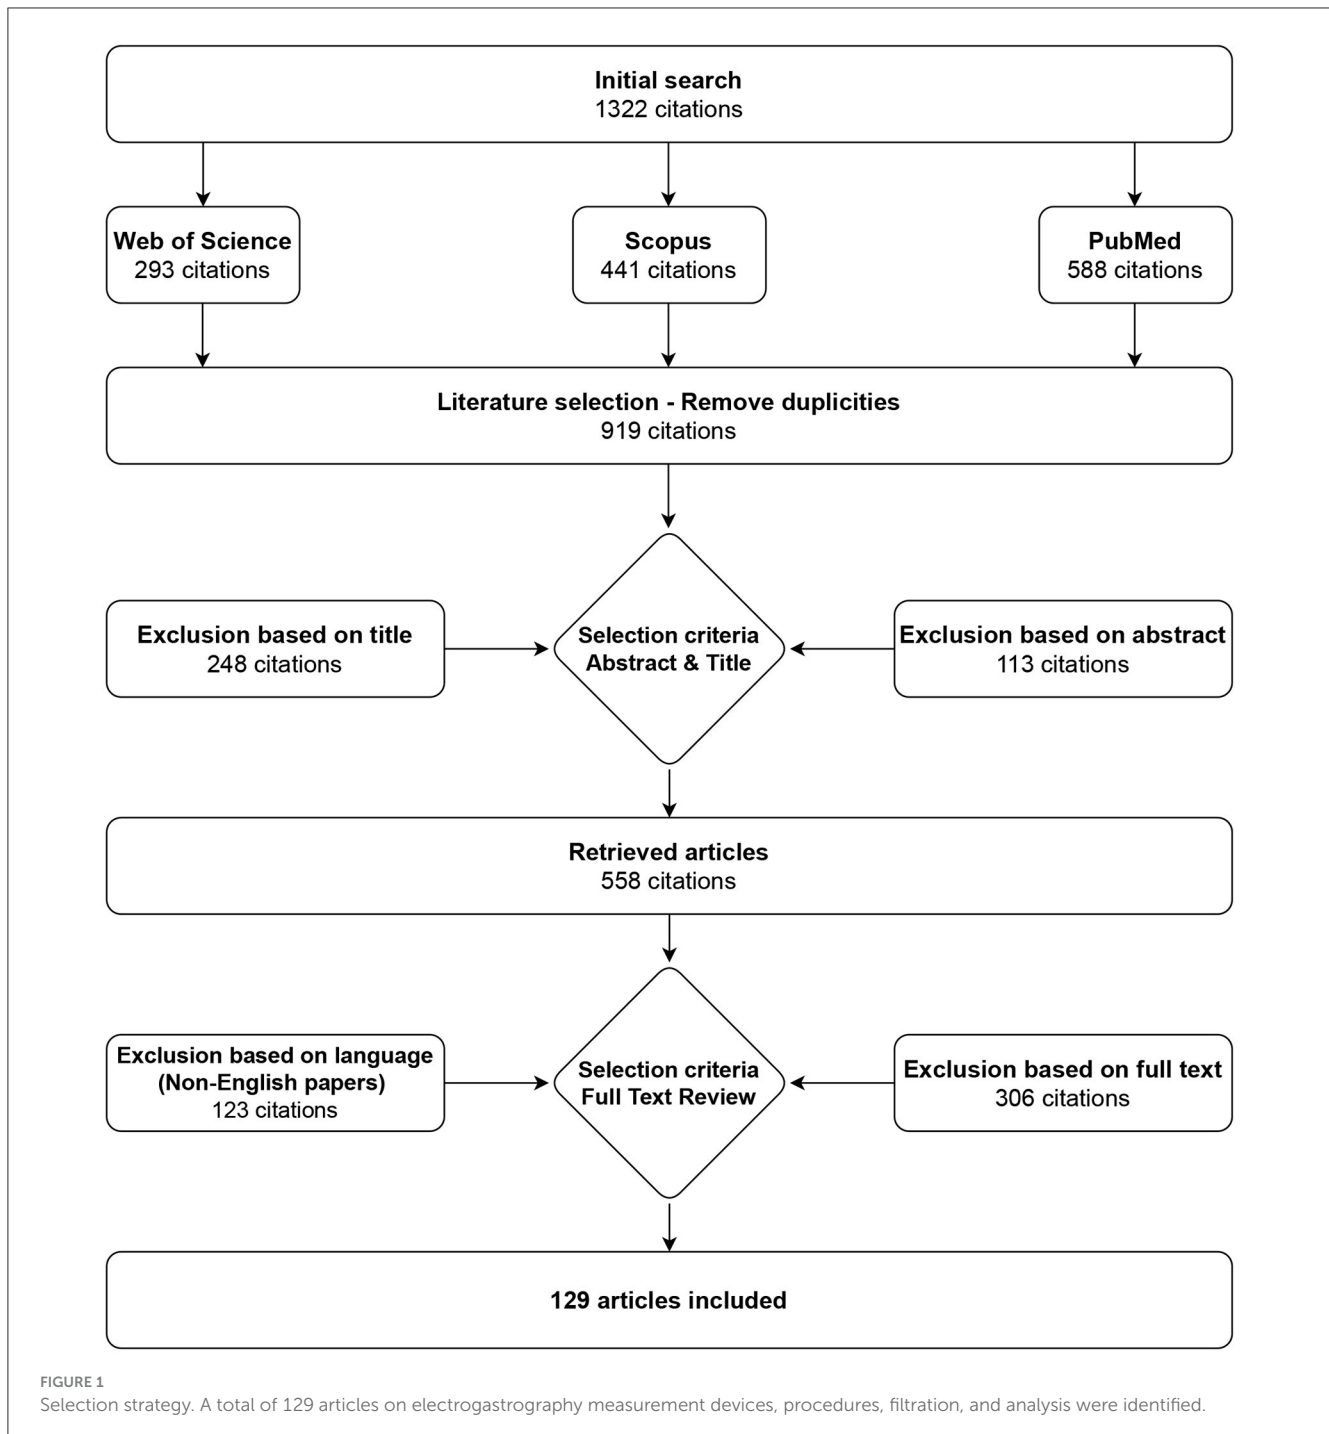 Initial search
1322 citations
Web of Science
293 citations
Scopus
441 citations
PubMed
588 citations
Literature selection - Remove duplicities
919 citations
Exclusion based on title
248 citations
Selection criteria
Abstract & Title
Exclusion based on abstract
113 citations
Retrieved articles
558 citations
Exclusion based on language
(Non-English papers)
123 citations
Selection criteria
Full Text Review
Exclusion based on full text
306 citations
129 articles included
FIGURE 1
Selection strategy. A total of 129 articles on electrogastrography measurement devices, procedures, filtration, and analysis were identified.